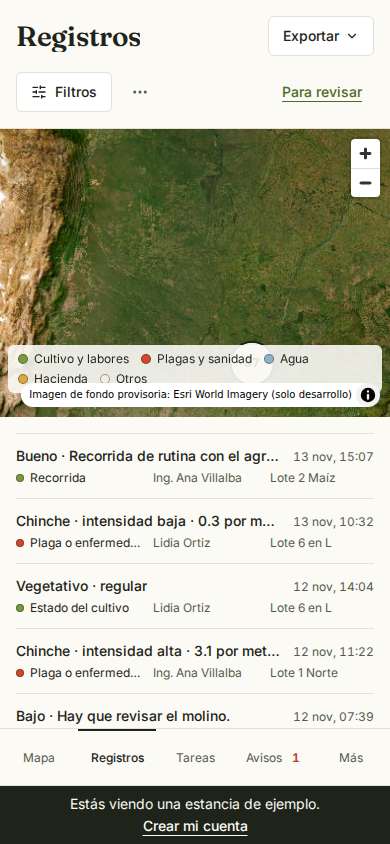 Registros
Exportar
Filtros
Para revisar
Cultivo y labores Plagas y sanidad Agua
Hacienda Otros
Imagen de fondo provisoria: Esri World Imagery (solo desarrollo)
Bueno · Recorrida de rutina con el agr... 13 nov, 15:07
Recorrida Ing. Ana Villalba Lote 2 Maíz
Chinche · intensidad baja · 0.3 por m... 13 nov, 10:32
Plaga o enfermed... Lidia Ortiz Lote 6 en L
Vegetativo · regular 12 nov, 14:04
Estado del cultivo Lidia Ortiz Lote 6 en L
Chinche · intensidad alta · 3.1 por met... 12 nov, 11:22
Plaga o enfermed... Ing. Ana Villalba Lote 1 Norte
Bajo · Hay que revisar el molino. 12 nov, 07:39
Mapa Registros Tareas Avisos 1 Más
Estás viendo una estancia de ejemplo.
Crear mi cuenta